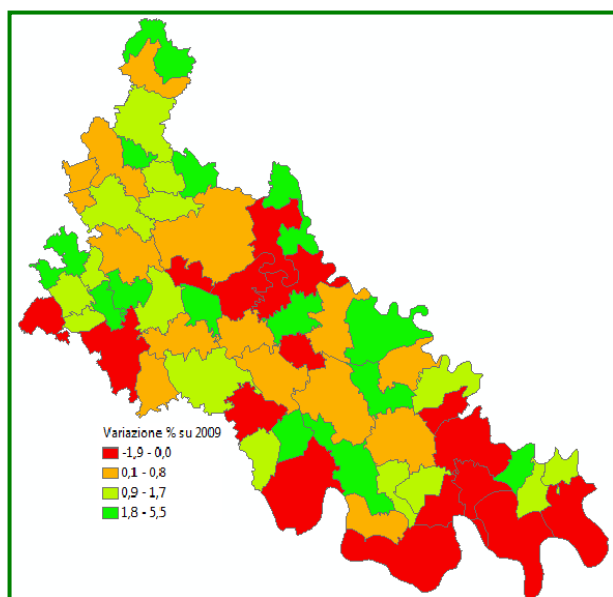 Variazione % su 2009
-1,9 - 0,0
0,1 - 0,8
0,9 - 1,7
1,8 - 5,5